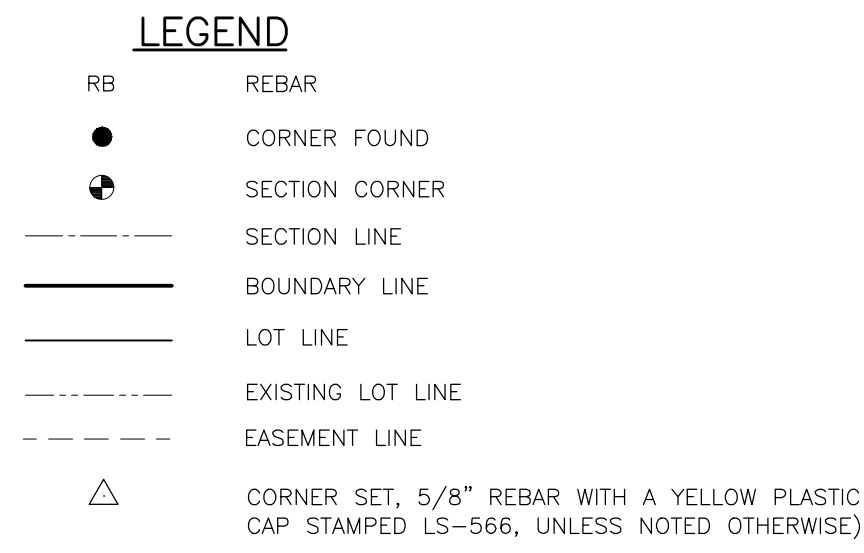 LEGEND
RB REBAR
CORNER FOUND
SECTION CORNER
SECTION LINE
BOUNDARY LINE
LOT LINE
EXISTING LOT LINE
EASEMENT LINE
CORNER SET, 5/8" REBAR WITH A YELLOW PLASTIC
CAP STAMPED LS-566, UNLESS NOTED OTHERWISE)